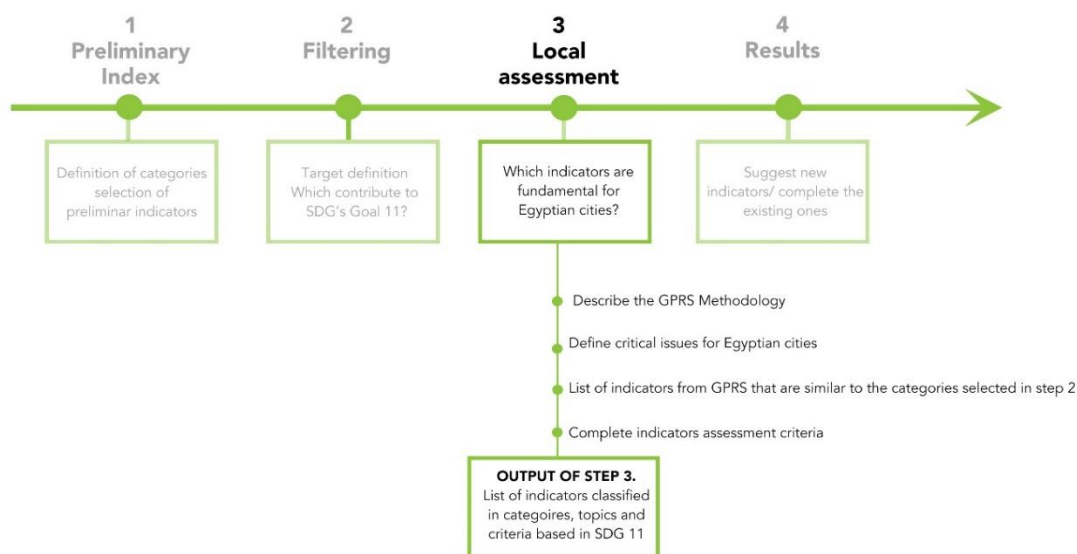 1
Preliminary
Index
2
Filtering
3
Local
assessment
4
Results
Definition of categories
selection of
preliminar indicators
Target definition
Which contribute to
SDG's Goal 11?
Which indicators are
fundamental for
Egyptian cities?
Suggest new
indicators/ complete the
existing ones
Describe the GPRS Methodology
Define critical issues for Egyptian cities
List of indicators from GPRS that are similar to the categories selected in step 2
Complete indicators assessment criteria
OUTPUT OF STEP 3.
List of indicators classified
in categoires, topics and
criteria based in SDG 11